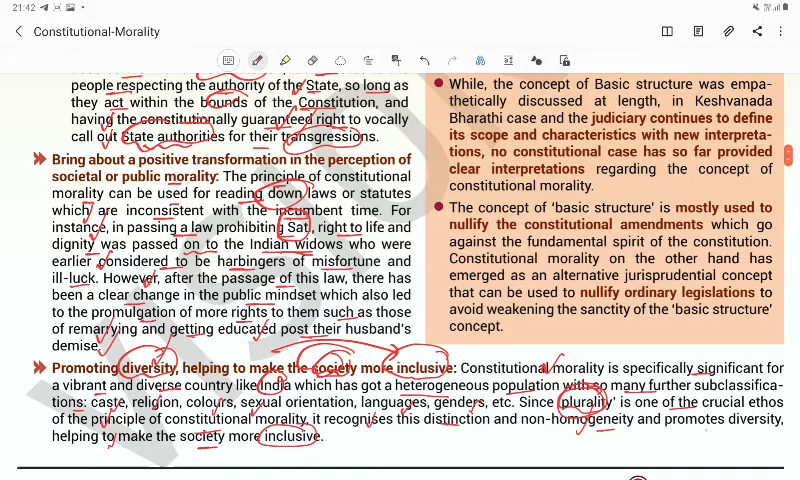 21:42
Constitutional-Morality
people respecting the authority of the State, so long as
they act within the bounds of the Constitution, and
having the constitutionally guaranteed right to vocally
call out State authorities for their transgressions.
Bring about a positive transformation in the perception of
societal or public morality: The principle of constitutional
morality can be used for reading down laws or statutes
which are inconsistent with the incumbent time. For
instance, in passing a law prohibiting Sati, right to life and
dignity was passed on to the Indian widows who were
earlier considered to be harbingers of misfortune and
ill-luck. However, after the passage of this law, there has
been a clear change in the public mindset which also led
to the promulgation of more rights to them such as those
of remarrying and getting educated post their husband's
demise.
While, the concept of Basic structure was empa-
thetically discussed at length, in Keshvanada
Bharathi case and the judiciary continues to define
its scope and characteristics with new interpreta-
tions, no constitutional case has so far provided
clear interpretations regarding the concept of
constitutional morality.
The concept of 'basic structure' is mostly used to
nullify the constitutional amendments which go
against the fundamental spirit of the constitution.
Constitutional morality on the other hand has
emerged as an alternative jurisprudential concept
that can be used to nullify ordinary legislations to
avoid weakening the sanctity of the 'basic structure'
concept.
Promoting diversity, helping to make the society more inclusive: Constitutional morality is specifically significant for
a vibrant and diverse country like India which has got a heterogeneous population with so many further subclassifica-
tions: caste, religion, colours, sexual orientation, languages, genders, etc. Since 'plurality' is one of the crucial ethos
of the principle of constitutional morality, it recognises this distinction and non-homogeneity and promotes diversity,
helping to make the society more inclusive.